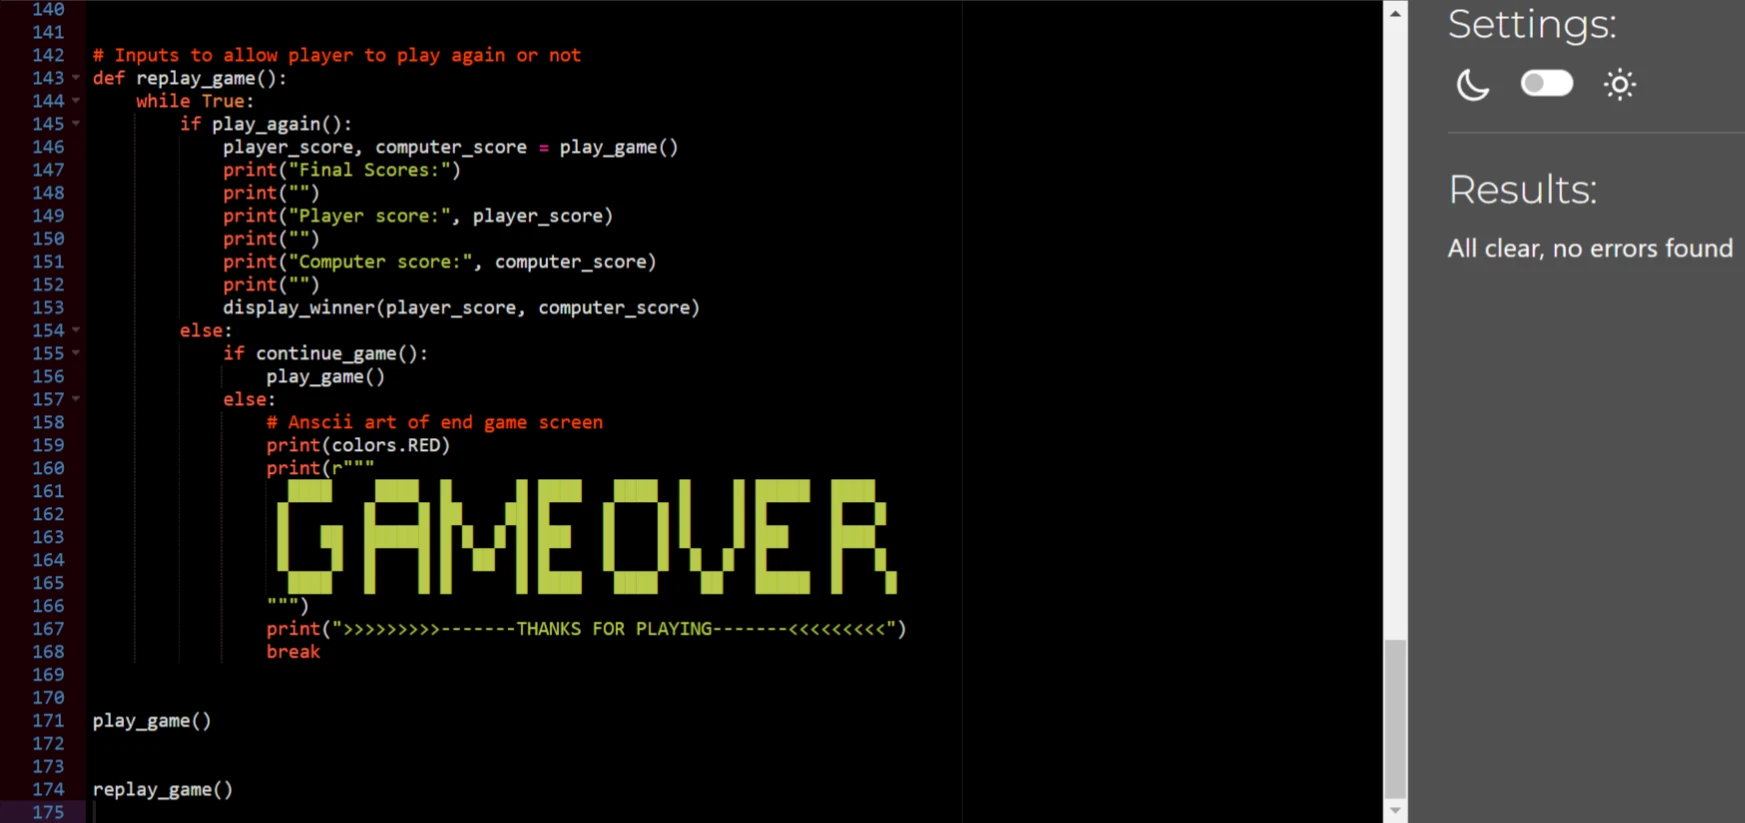 140
141
142 # Inputs to allow player to play again or not
143 def replay_game():
144 while True:
145 if play_again():
146 player_score, computer_score = play_game()
147 print("Final Scores:")
148 print("")
149 print("Player score:", player_score)
150 print("")
151 print("Computer score:", computer_score)
152 print("")
153 display_winner(player_score, computer_score)
154 else:
155 if continue_game():
156 play_game()
157 else:
158 # Anscii art of end game screen
159 print(colors.RED)
160 print(r"""
161
162
163 GAME OVER
164
165
166 """)
167 print(">>>>>>>>>-------THANKS FOR PLAYING-------<<<<<<<<<")
168 break
169
170
171 play_game()
172
173
174 replay_game()
175
Settings:
Results:
All clear, no errors found